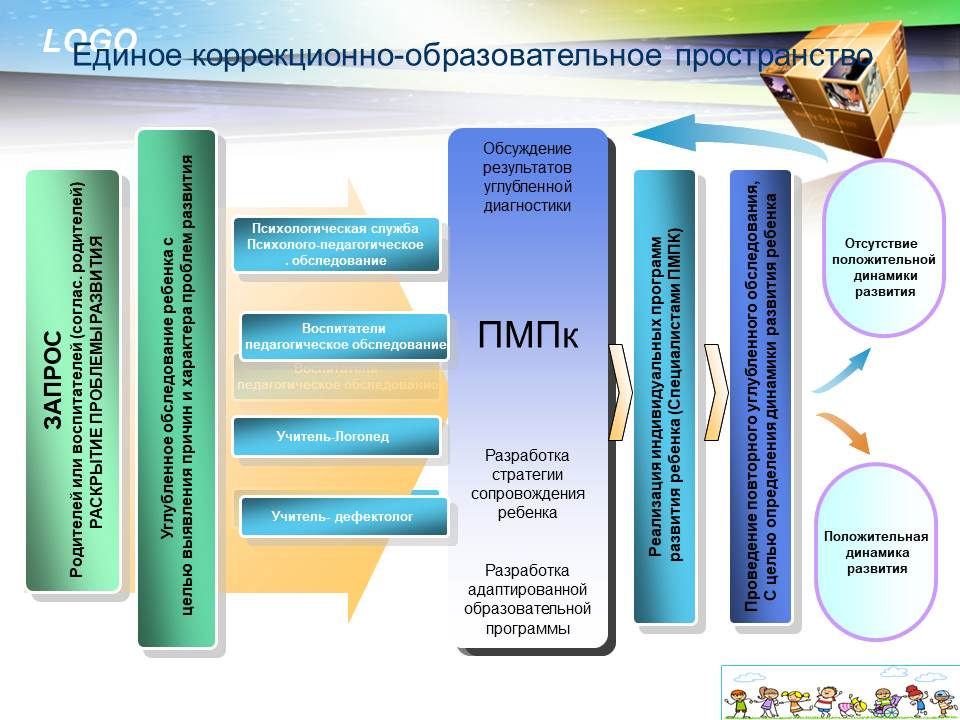 LOGO
Единое коррекционно-образовательное пространство
ЗАПРОС
Родителей или воспитателей (соглас. родителей)
РАСКРЫТИЕ ПРОБЛЕМЫ РАЗВИТИЯ
Углубленное обследование ребенка с
целью выявления причин и характера проблем развития
Психологическая служба
Психолого-педагогическое
. обследование
Воспитатели
педагогическое обследование
Воспитатели
педагогическое обследование
Учитель-Логопед
Учитель- дефектолог
Обсуждение
результатов
углубленной
диагностики
ПМПк
Разработка
стратегии
сопровождения
ребенка
Разработка
адаптированной
образовательной
программы
Реализация индивидуальных программ
развития ребенка (Специалистами ПМПК)
Проведение повторного углубленного обследования,
С целью определения динамики развития ребенка
Отсутствие
положительной
динамики
развития
Положительная
динамика
развития